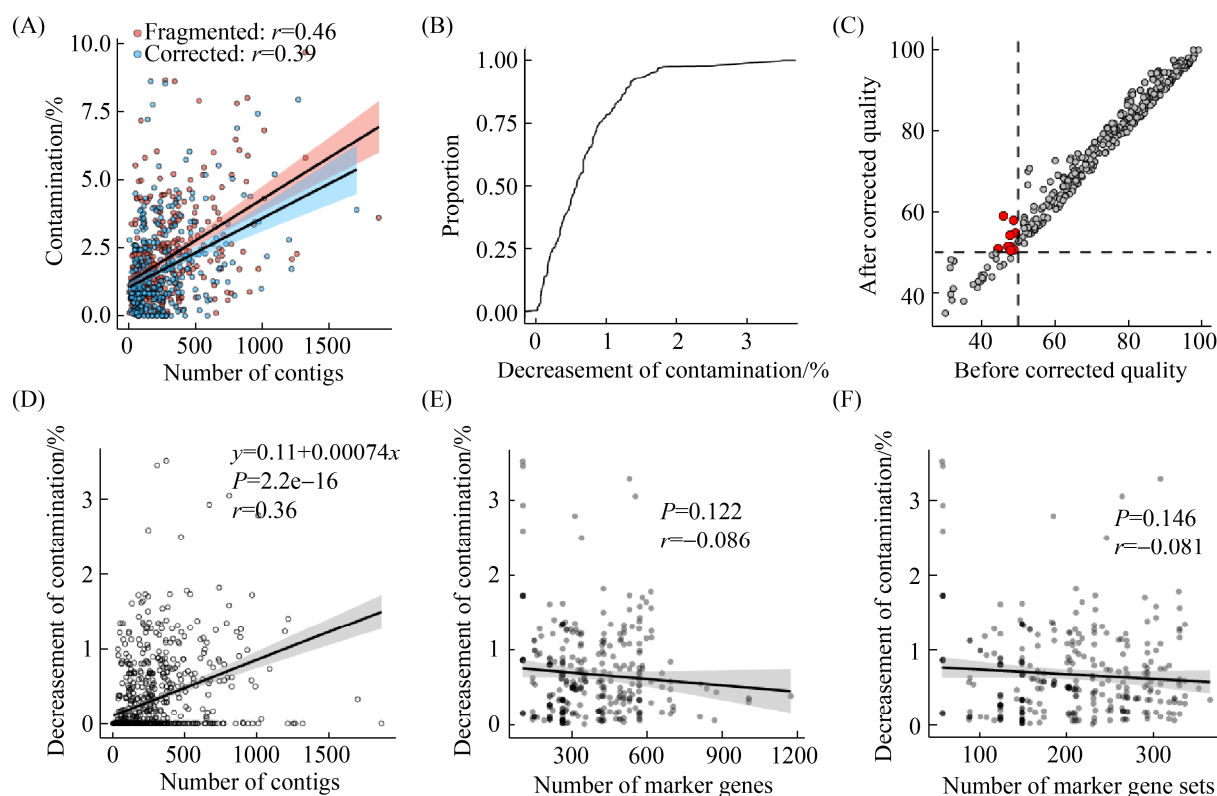 (A)
Fragmented: r=0.46
Corrected: r=0.39
Contamination/%
10.0
7.5
5.0
2.5
0.0
0 500 1000 1500
Number of contigs
(B)
Proportion
1.00
0.75
0.50
0.25
0.00
0 1 2 3
Decreasement of contamination/%
(C)
After corrected quality
100
80
60
40
40 60 80 100
Before corrected quality
(D)
Decreasement of contamination/%
y=0.11+0.00074x
P=2.2e−16
r=0.36
3
2
1
0
0 500 1000 1500
Number of contigs
(E)
Decreasement of contamination/%
P=0.122
r=−0.086
3
2
1
0
300 600 900 1200
Number of marker genes
(F)
Decreasement of contamination/%
P=0.146
r=−0.081
3
2
1
0
100 200 300
Number of marker gene sets